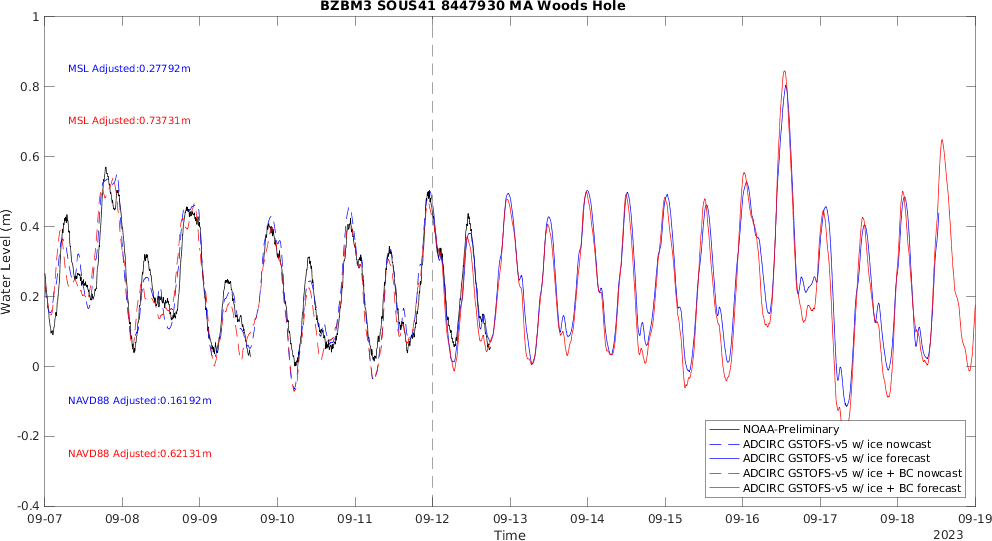 BZBM3 SOUS41 8447930 MA Woods Hole
1
MSL Adjusted:0.27792m
0.8
MSL Adjusted:0.73731m
0.6
0.4
Water Level (m)
0.2
0
NAVD88 Adjusted:0.16192m
-0.2
NAVD88 Adjusted:0.62131m
-0.4
NOAA-Preliminary
ADCIRC GSTOFS-v5 w/ ice nowcast
ADCIRC GSTOFS-v5 w/ ice forecast
ADCIRC GSTOFS-v5 w/ ice + BC nowcast
ADCIRC GSTOFS-v5 w/ ice + BC forecast
09-07 09-08 09-09 09-10 09-11 09-12 09-13 09-14 09-15 09-16 09-17 09-18 09-19
Time
2023